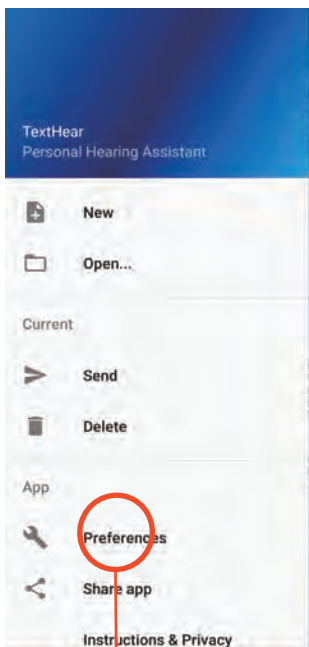 TextHear
Personal Hearing Assistant
New
Open...
Current
Send
Delete
App
Preferences
Share app
Instructions & Privacy